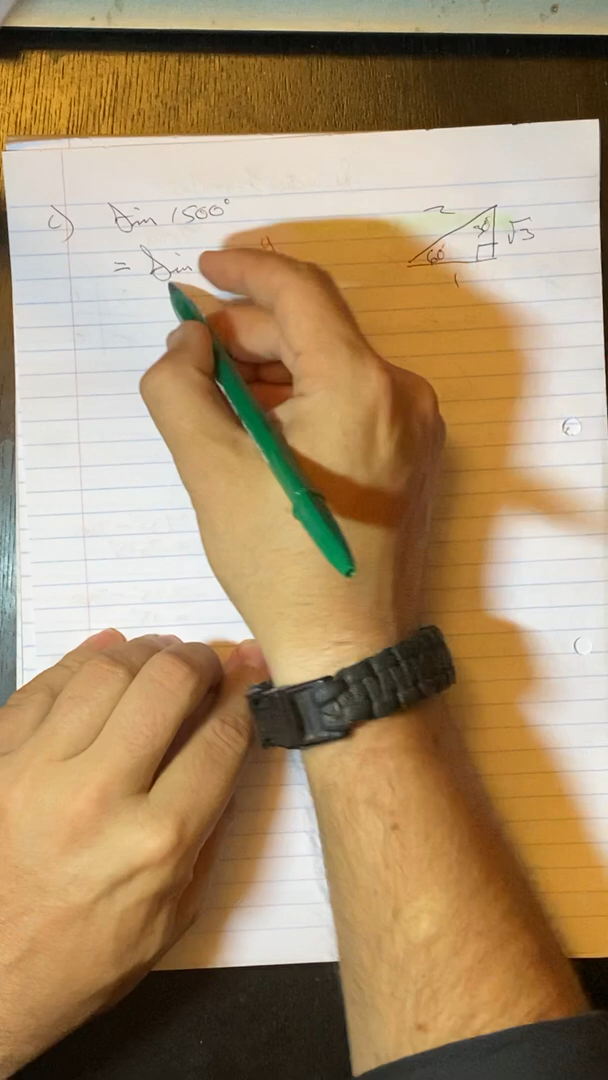 c) sin 1500°
= sin
2
30°
√3
60°
1